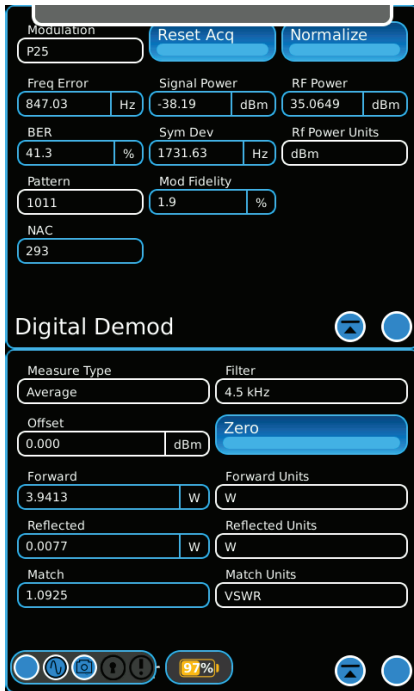 Modulation
Reset Acq
Normalize
P25
Freq Error
Signal Power
RF Power
847.03 Hz
-38.19 dBm
35.0649 dBm
BER
Sym Dev
Rf Power Units
41.3 %
1731.63 Hz
dBm
Pattern
Mod Fidelity
1011
1.9 %
NAC
293
Digital Demod
Measure Type
Filter
Average
4.5 kHz
Offset
Zero
0.000 dBm
Forward
Forward Units
3.9413 W
W
Reflected
Reflected Units
0.0077 W
W
Match
Match Units
1.0925
VSWR
97%